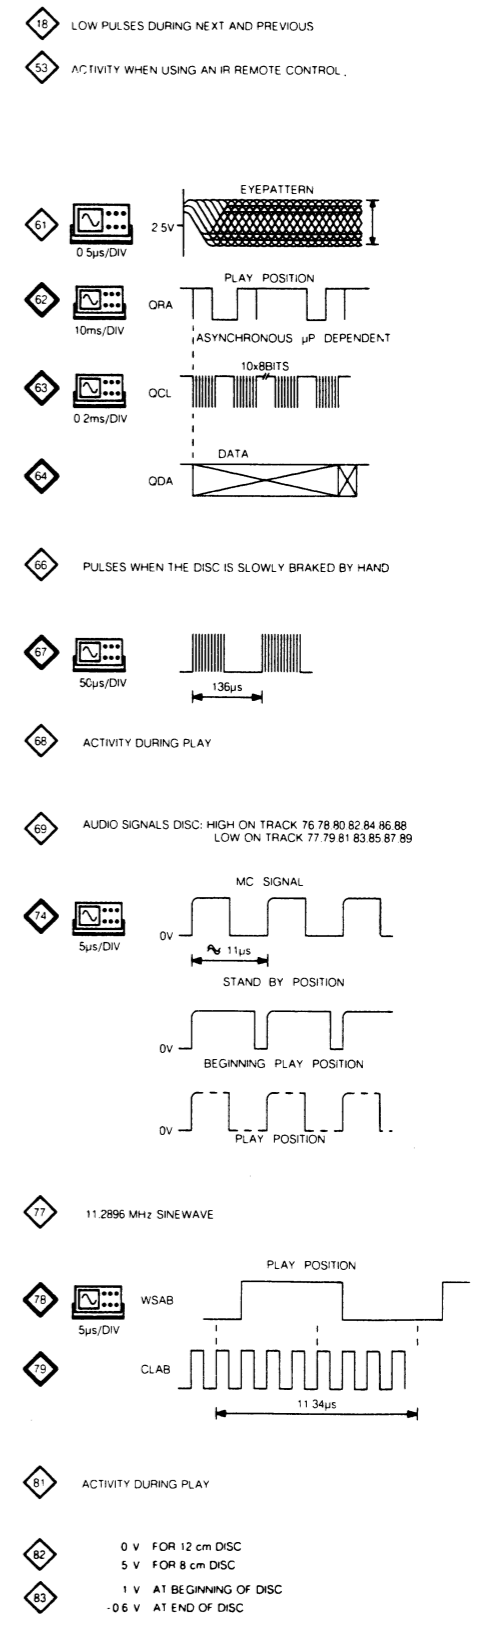 18 LOW PULSES DURING NEXT AND PREVIOUS
53 ACTIVITY WHEN USING AN IR REMOTE CONTROL.
EYEPATTERN
61 2 5V
0 5µs/DIV
PLAY POSITION
62 QRA
10ms/DIV
ASYNCHRONOUS µP DEPENDENT
10x8BITS
63 QCL
0 2ms/DIV
DATA
64 QDA
66 PULSES WHEN THE DISC IS SLOWLY BRAKED BY HAND
67
50µs/DIV
136µs
68 ACTIVITY DURING PLAY
69 AUDIO SIGNALS DISC: HIGH ON TRACK 76.78.80.82.84.86.88
LOW ON TRACK 77.79.81 83.85.87.89
MC SIGNAL
74 0V
5µs/DIV
11µs
STAND BY POSITION
0V
BEGINNING PLAY POSITION
0V
PLAY POSITION
77 11.2896 MHz SINEWAVE
PLAY POSITION
78 WSAB
5µs/DIV
79 CLAB
11 34µs
81 ACTIVITY DURING PLAY
82 0 V FOR 12 cm DISC
5 V FOR 8 cm DISC
83 1 V AT BEGINNING OF DISC
-0 6 V AT END OF DISC